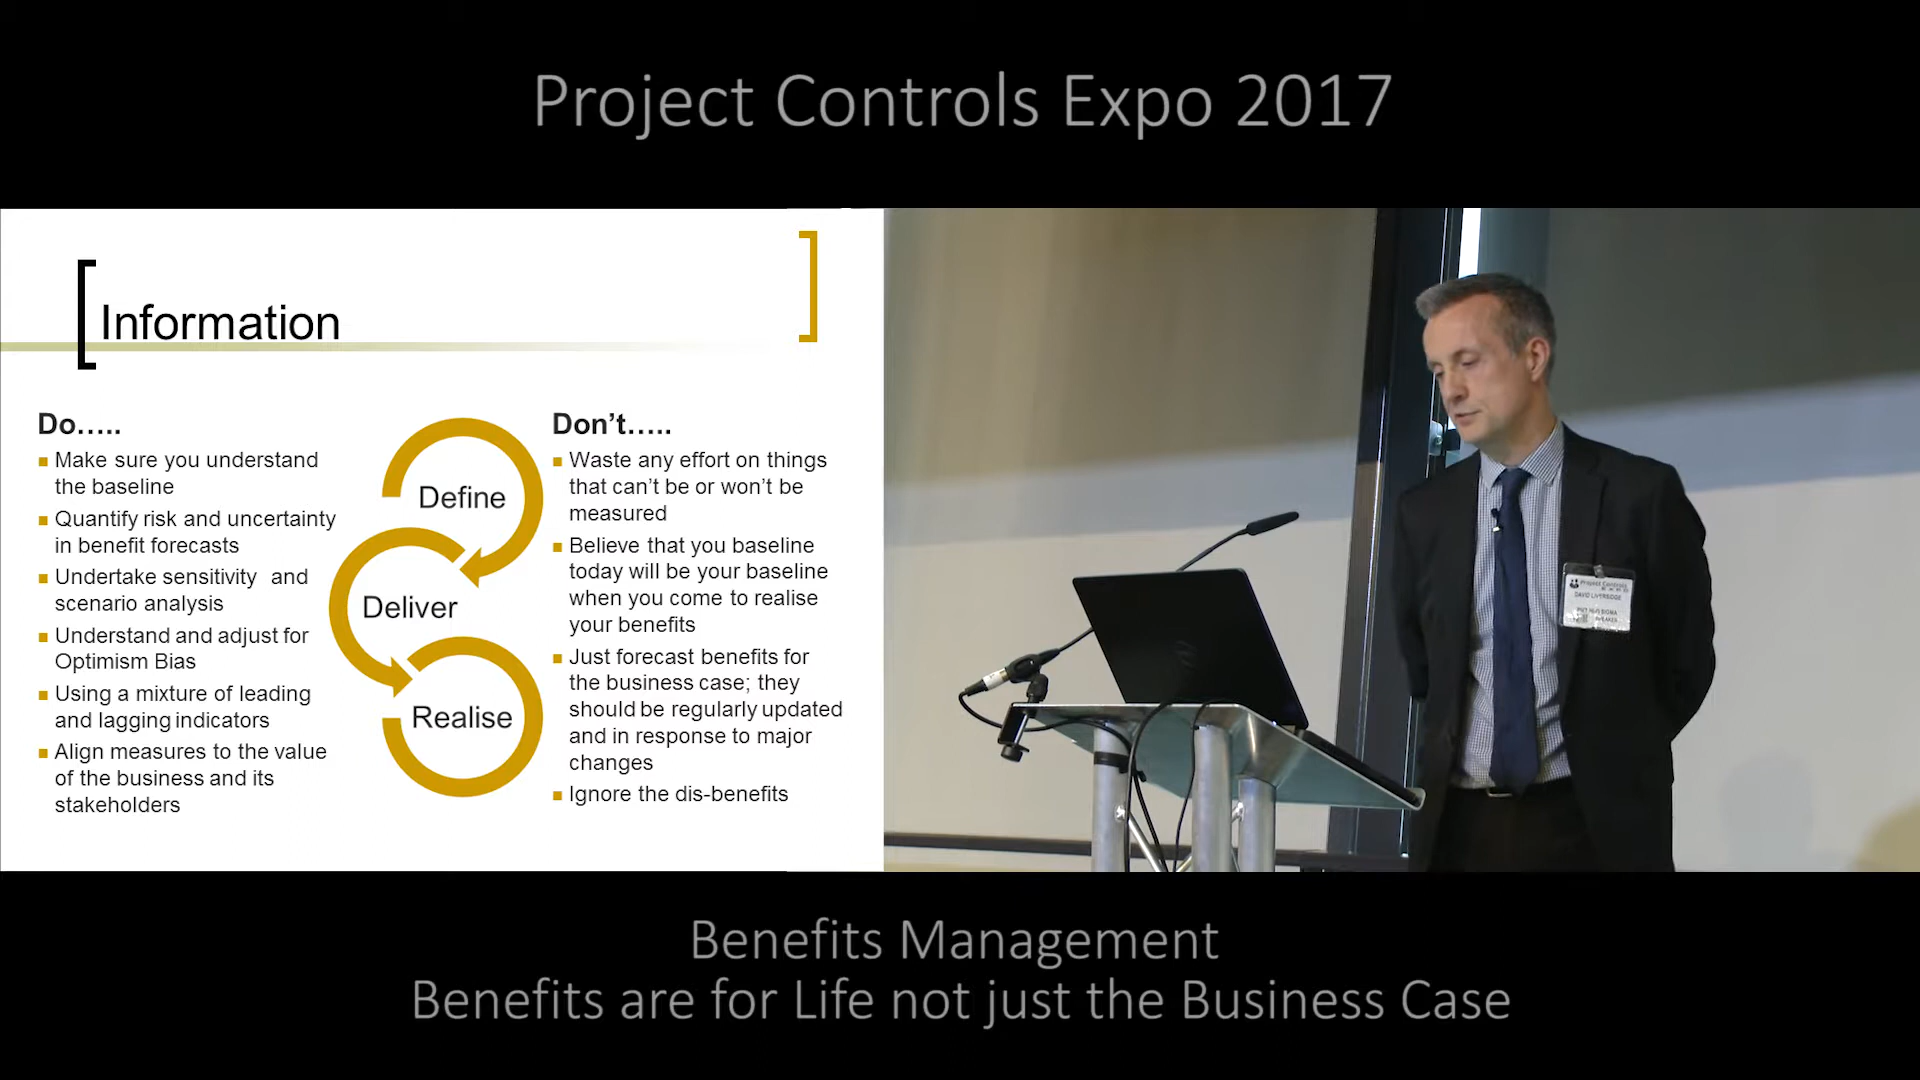 Project Controls Expo 2017
Information
Do…..
Make sure you understand
the baseline
Quantify risk and uncertainty
in benefit forecasts
Undertake sensitivity and
scenario analysis
Understand and adjust for
Optimism Bias
Using a mixture of leading
and lagging indicators
Align measures to the value
of the business and its
stakeholders
Define
Deliver
Realise
Don’t…..
Waste any effort on things
that can’t be or won’t be
measured
Believe that you baseline
today will be your baseline
when you come to realise
your benefits
Just forecast benefits for
the business case; they
should be regularly updated
and in response to major
changes
Ignore the dis-benefits
Project Controls
DAVID LIVERSIDGE
SPEAKER
Benefits Management
Benefits are for Life not just the Business Case